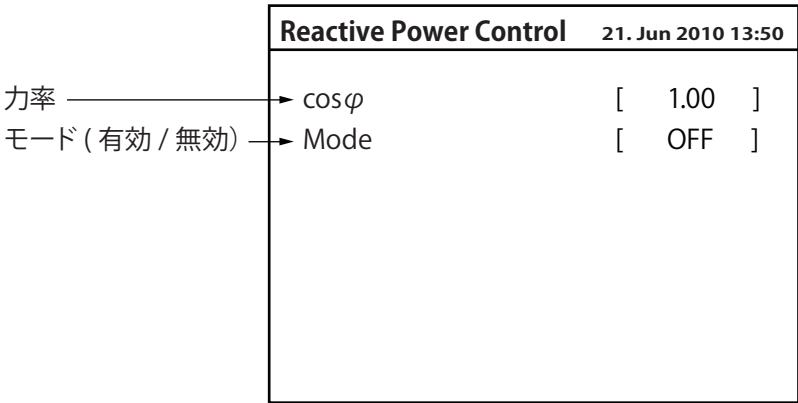 Reactive Power Control 21. Jun 2010 13:50
力率 cosφ [ 1.00 ]
モード ( 有効 / 無効） Mode [ OFF ]